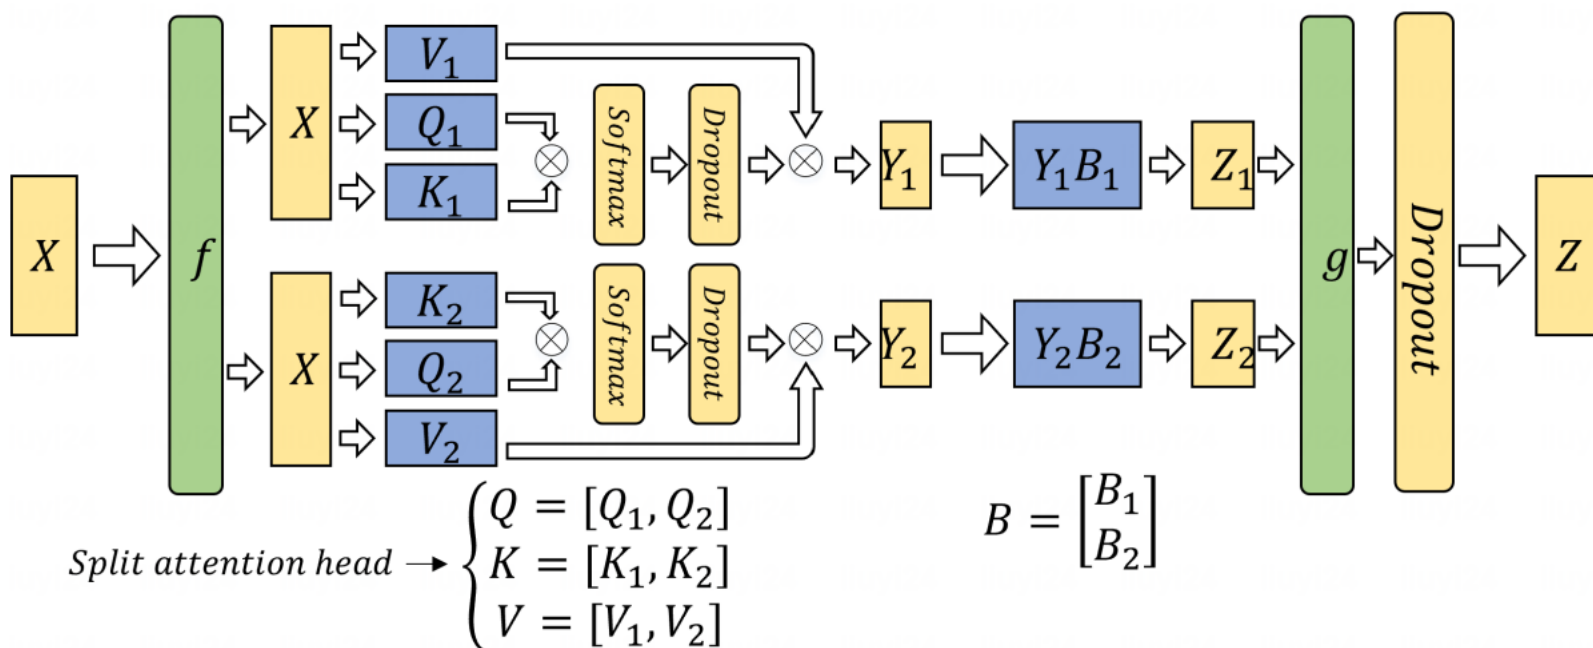 X
f
X
V₁
Q₁
K₁
Softmax
Dropout
Y₁
Y₁B₁
Z₁
X
K₂
Q₂
V₂
Softmax
Dropout
Y₂
Y₂B₂
Z₂
g
Dropout
Z
Split attention head →
Q = [Q₁, Q₂]
K = [K₁, K₂]
V = [V₁, V₂]
B = [B₁
B₂]